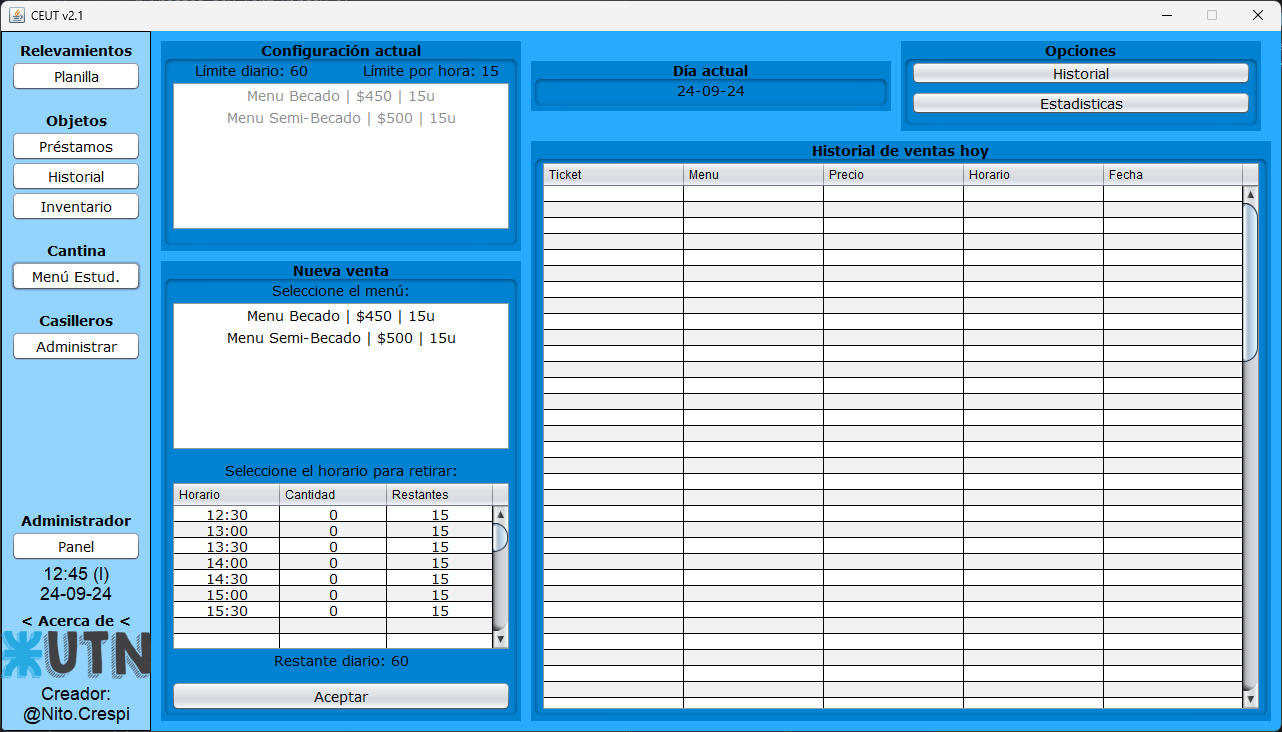 CEUT v2.1
Relevamientos
Planilla
Objetos
Préstamos
Historial
Inventario
Cantina
Menú Estud.
Casilleros
Administrar
Administrador
Panel
12:45 (I)
24-09-24
< Acerca de <
UTN
Creador:
@Nito.Crespi
Configuración actual
Límite diario: 60 Límite por hora: 15
Menu Becado | $450 | 15u
Menu Semi-Becado | $500 | 15u
Nueva venta
Seleccione el menú:
Menu Becado | $450 | 15u
Menu Semi-Becado | $500 | 15u
Seleccione el horario para retirar:
Horario Cantidad Restantes
12:30 0 15
13:00 0 15
13:30 0 15
14:00 0 15
14:30 0 15
15:00 0 15
15:30 0 15
Restante diario: 60
Aceptar
Día actual
24-09-24
Opciones
Historial
Estadisticas
Historial de ventas hoy
Ticket Menu Precio Horario Fecha